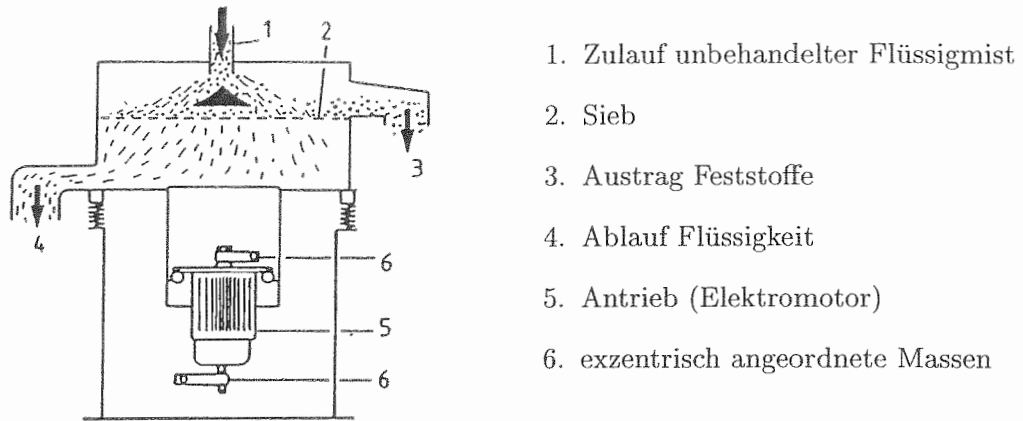 1
2
3
4
6
5
6
1. Zulauf unbehandelter Flüssigmist
2. Sieb
3. Austrag Feststoffe
4. Ablauf Flüssigkeit
5. Antrieb (Elektromotor)
6. exzentrisch angeordnete Massen